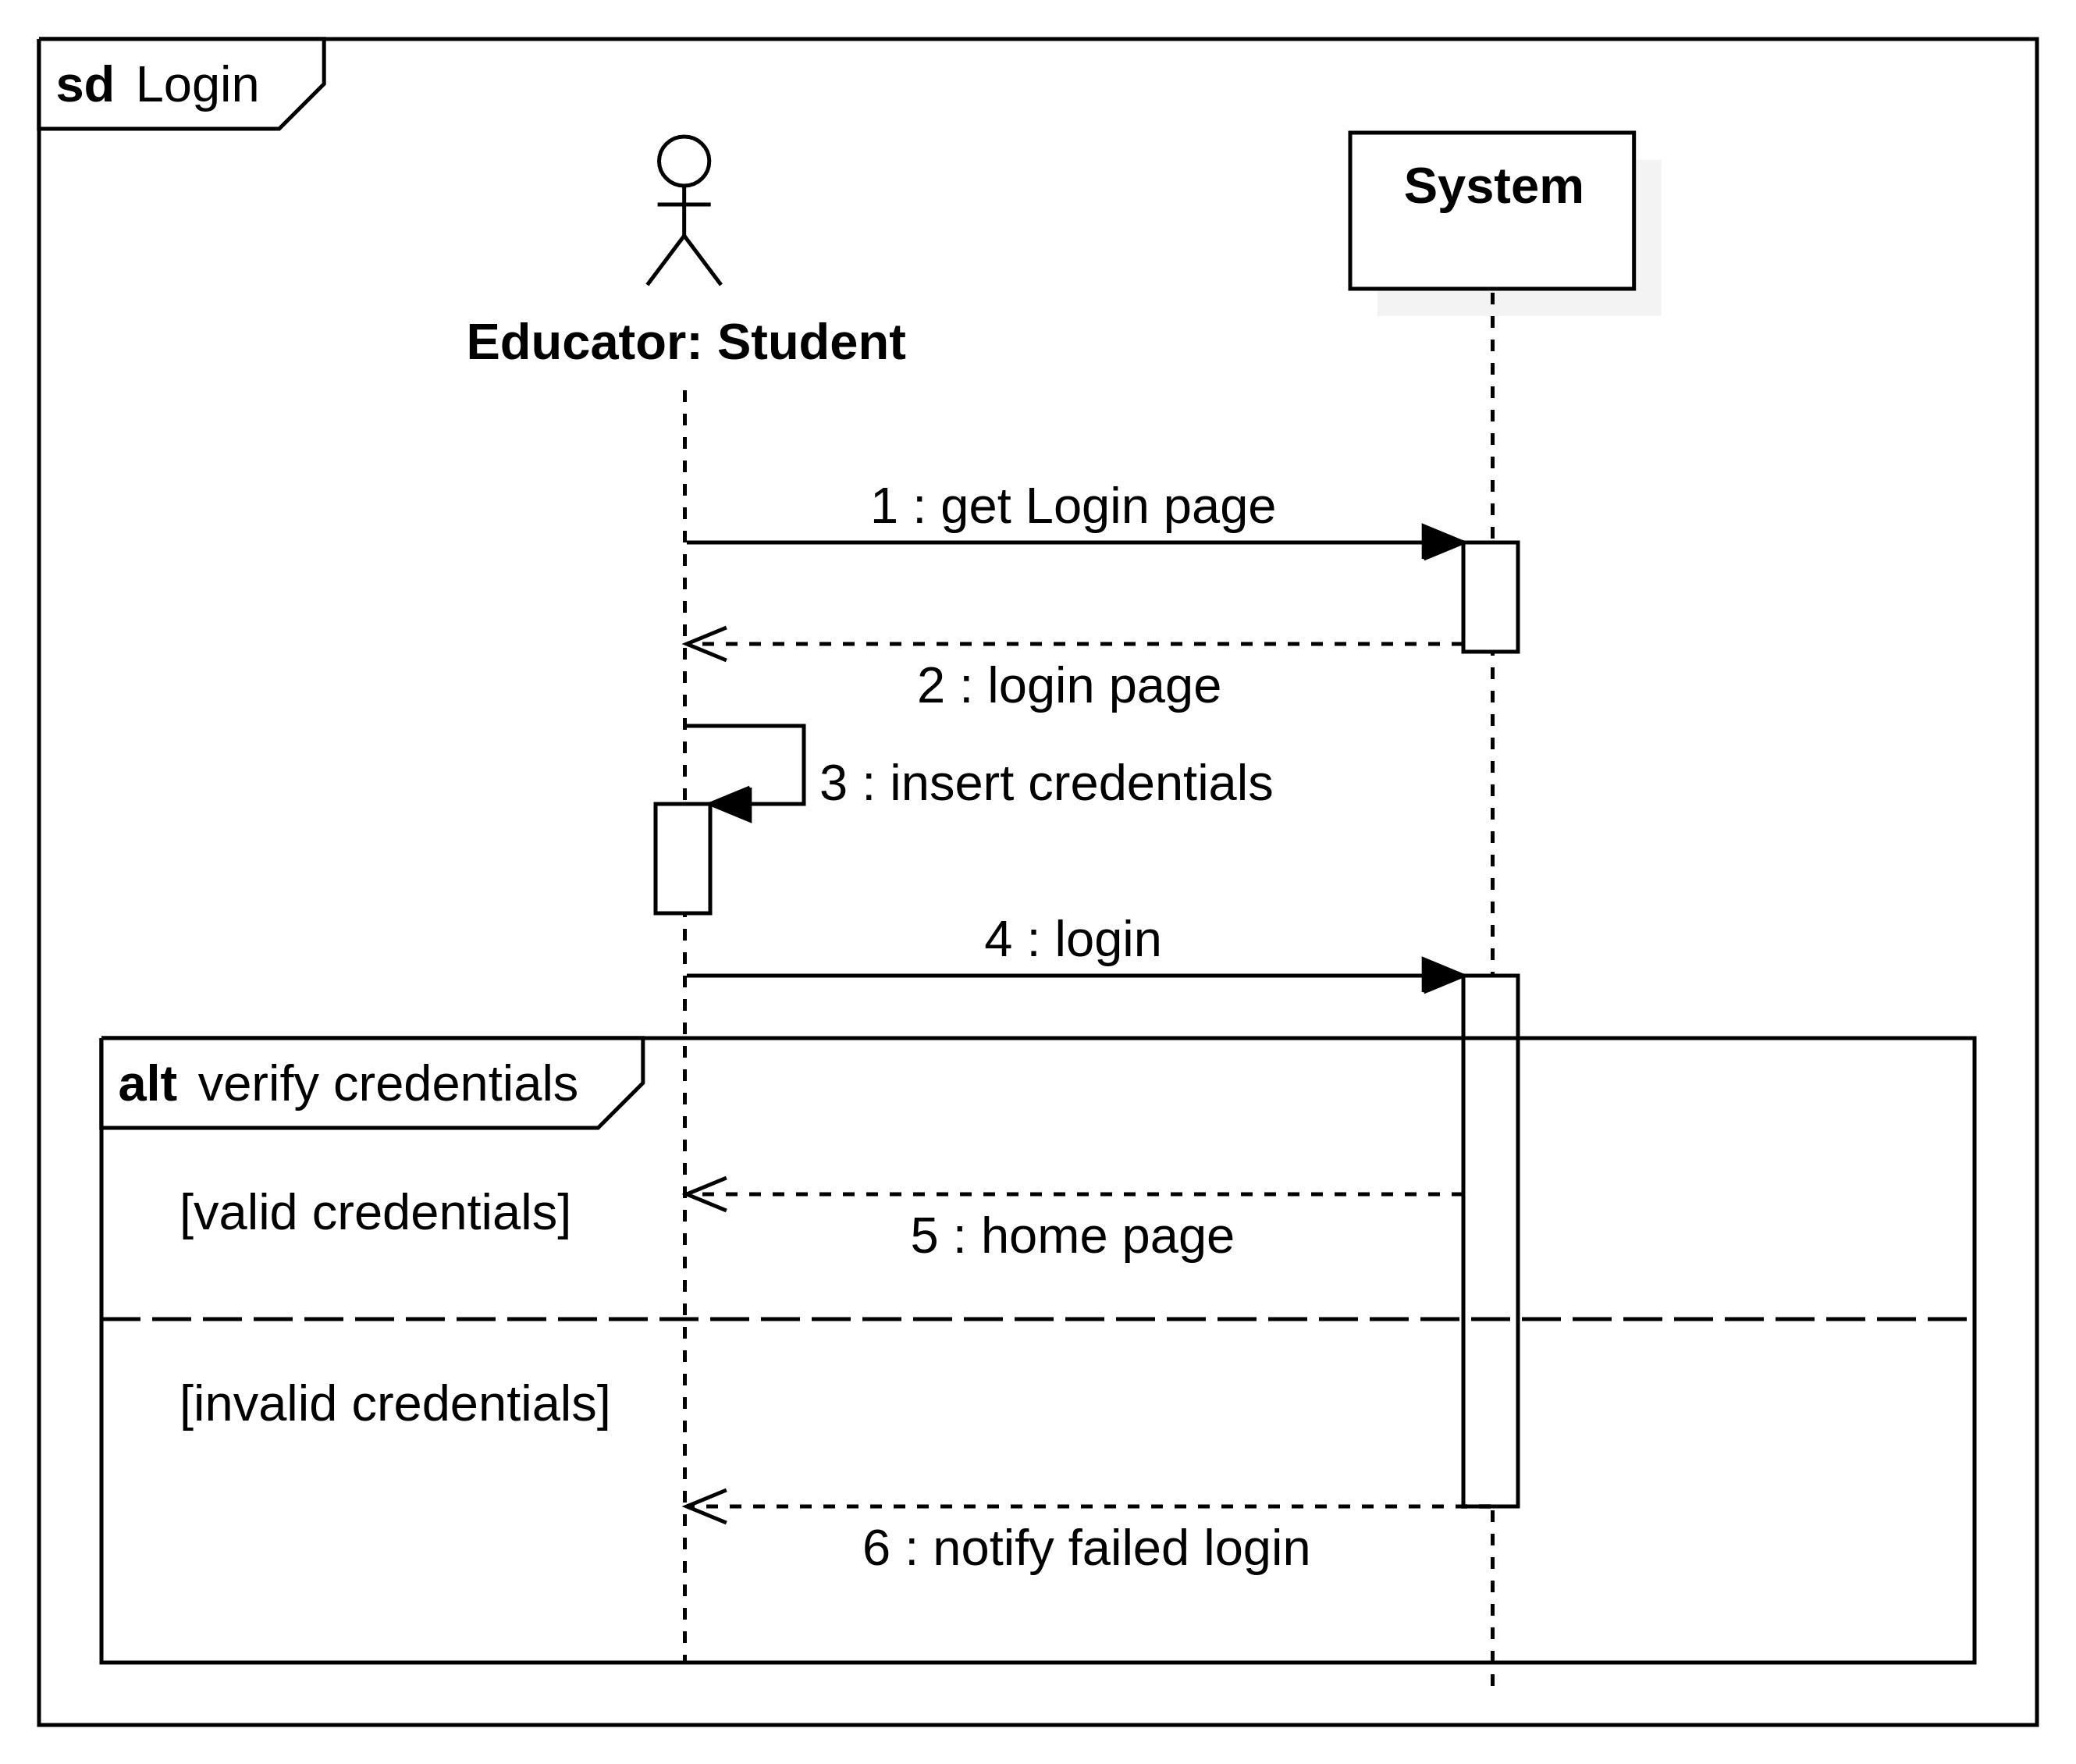 sd Login
System
Educator: Student
1 : get Login page
2 : login page
3 : insert credentials
4 : login
alt verify credentials
[valid credentials]
5 : home page
[invalid credentials]
6 : notify failed login